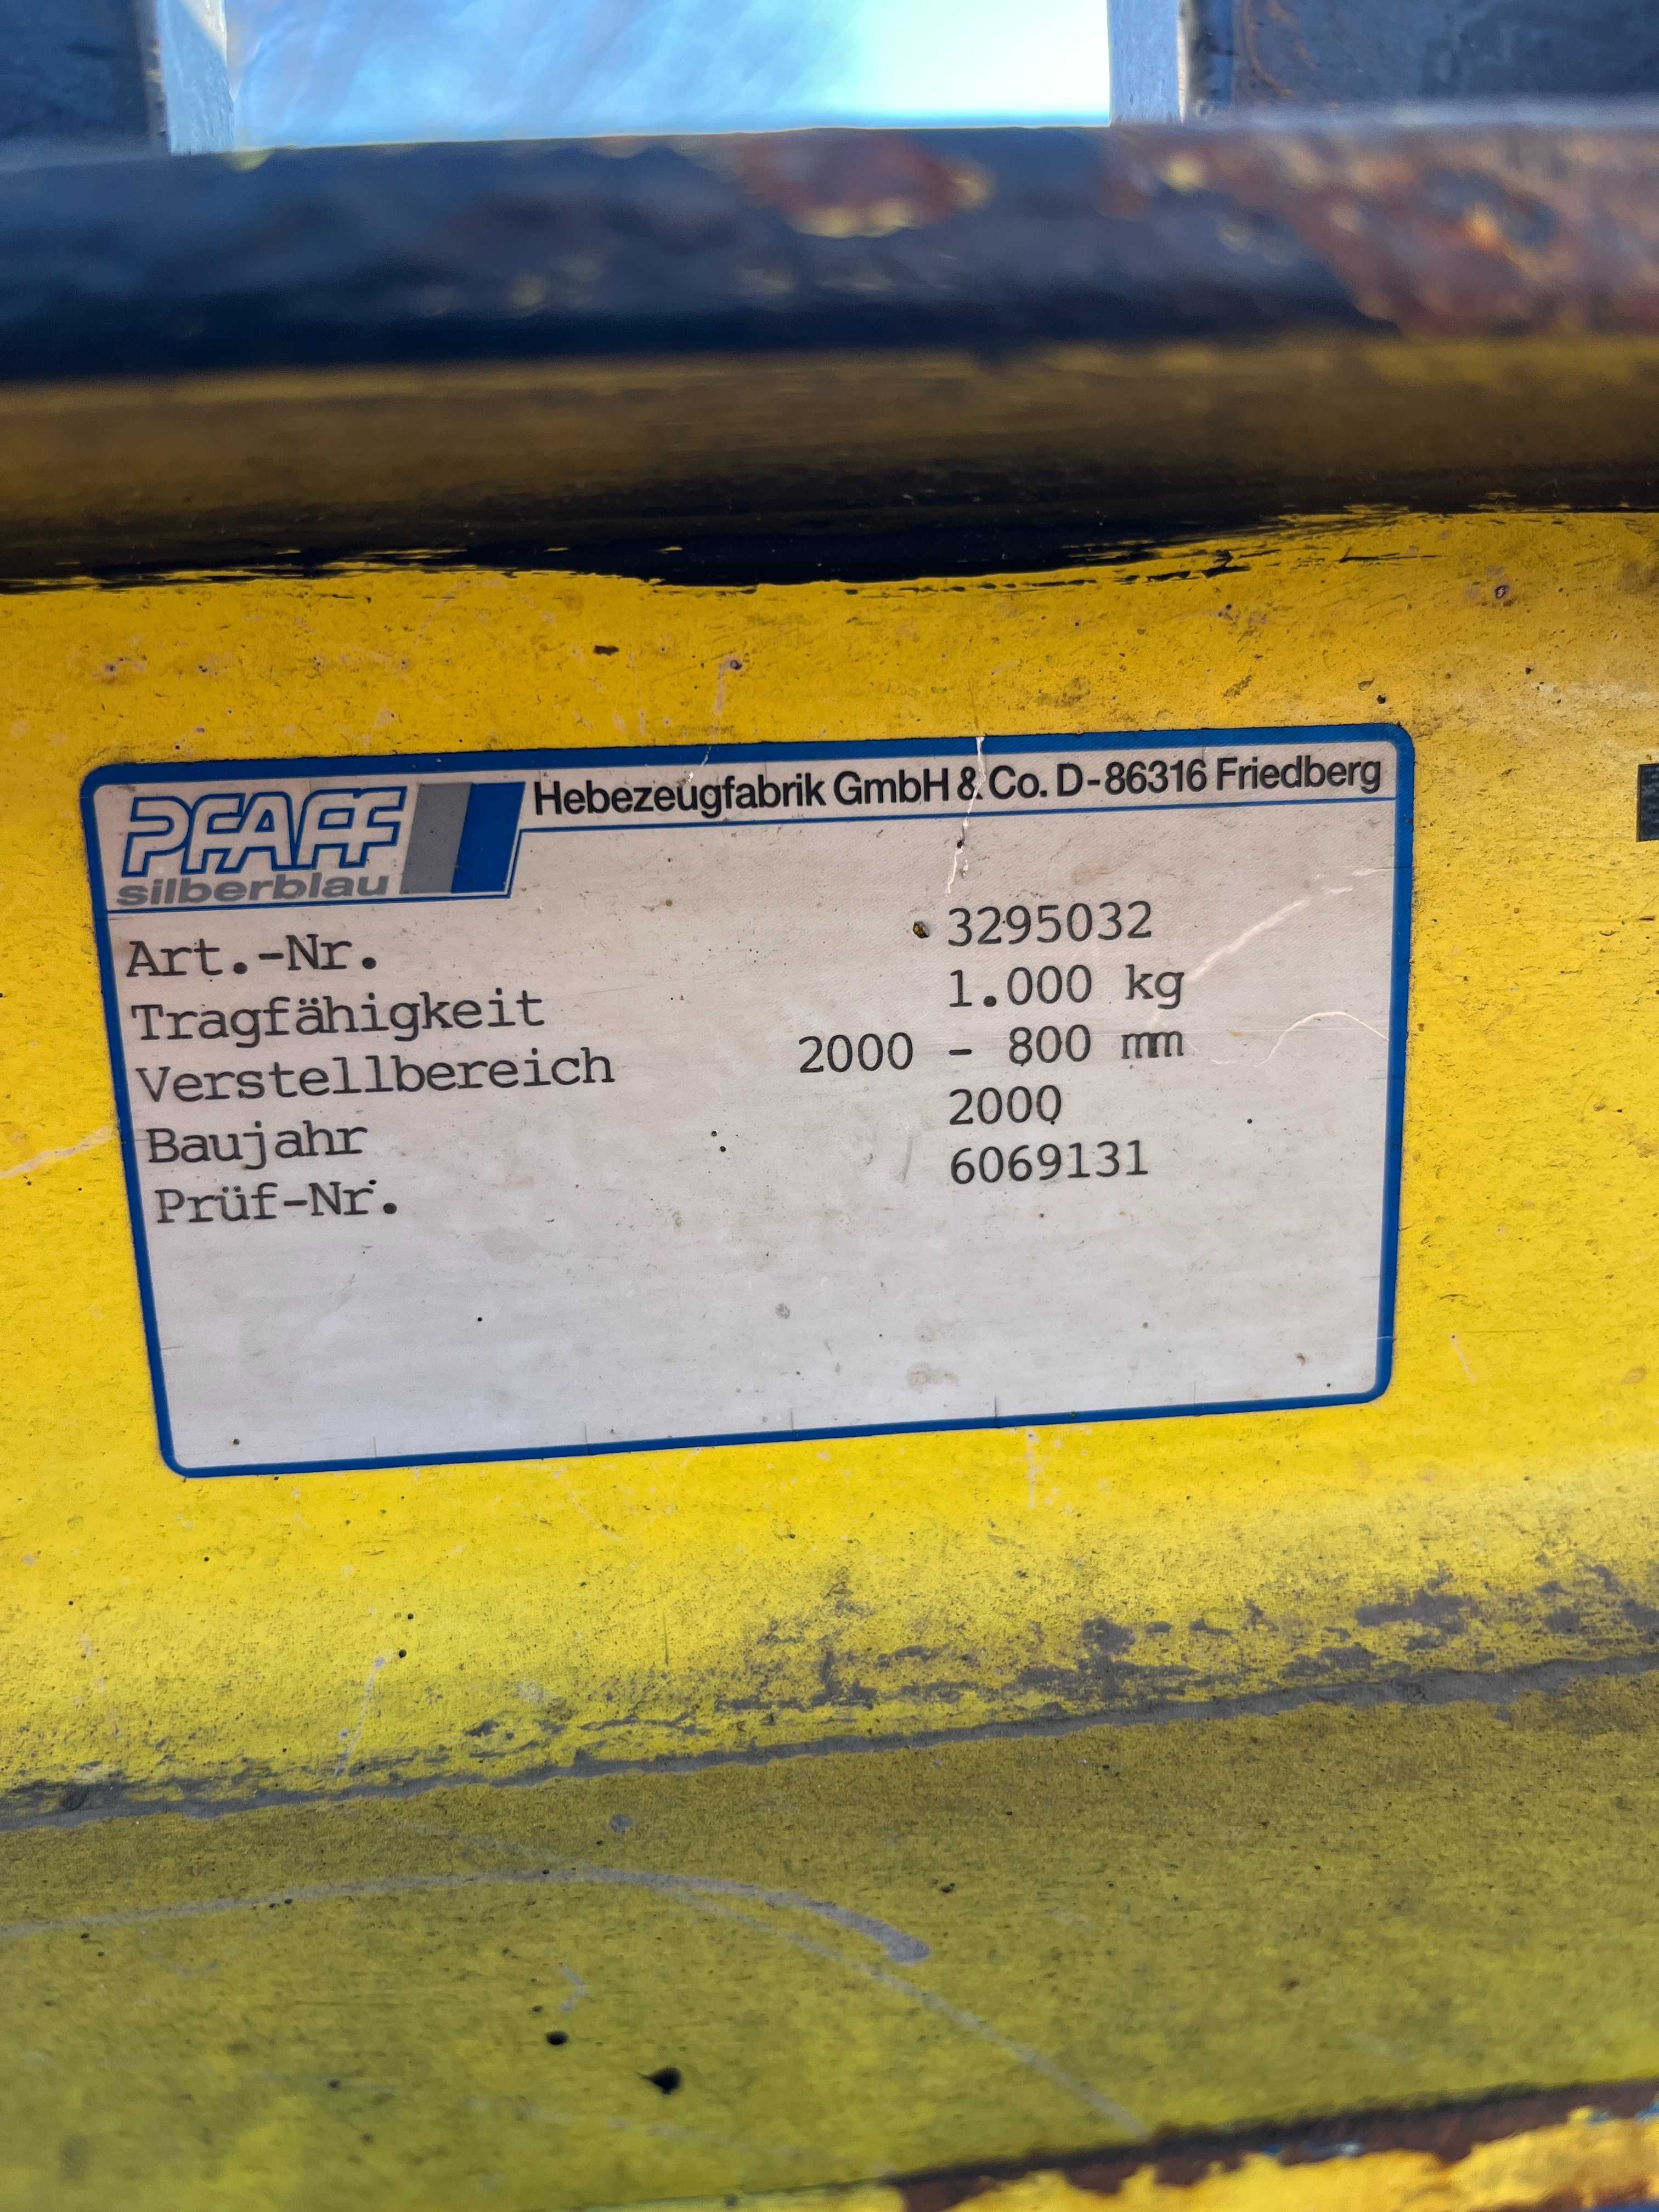 PFAFF
silberblau
Hebezeugfabrik GmbH & Co. D-86316 Friedberg
Art.-Nr. 3295032
Tragfähigkeit 1.000 kg
Verstellbereich 2000 - 800 mm
Baujahr 2000
Prüf-Nr. 6069131